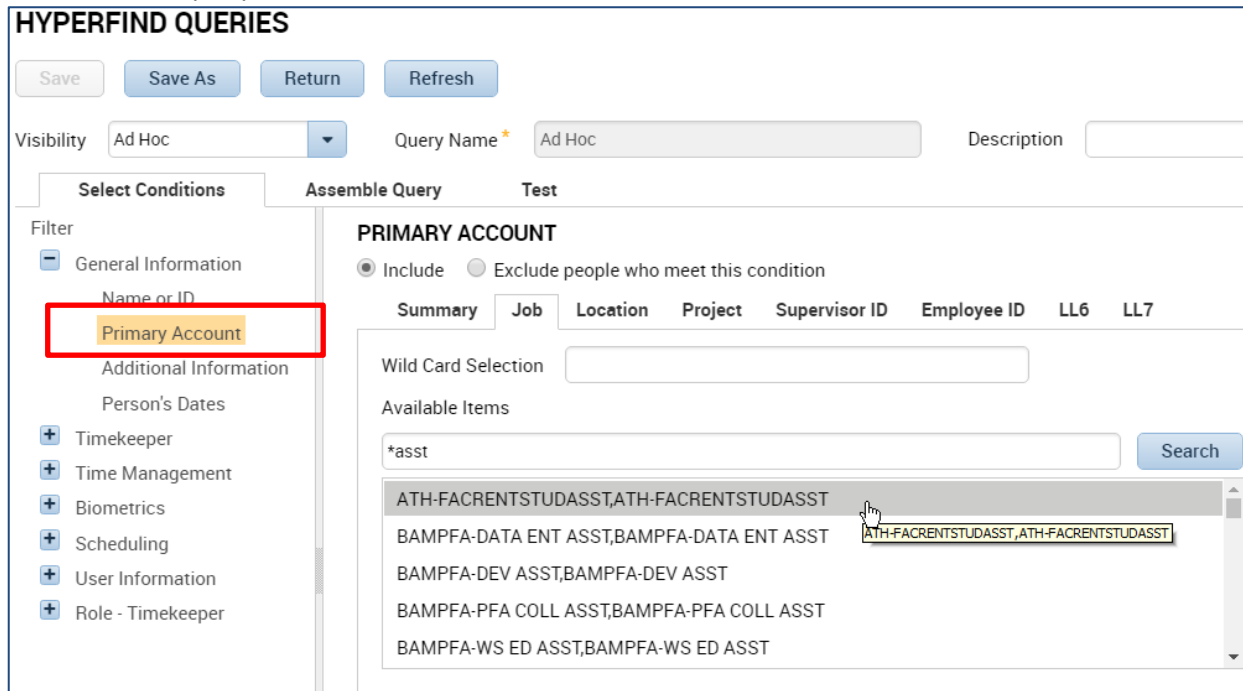 HYPERFIND QUERIES
Save Save As Return Refresh
Visibility Ad Hoc Query Name * Ad Hoc Description
Select Conditions Assemble Query Test
Filter
General Information
Name or ID
Primary Account
Additional Information
Person's Dates
Timekeeper
Time Management
Biometrics
Scheduling
User Information
Role - Timekeeper
PRIMARY ACCOUNT
Include Exclude people who meet this condition
Summary Job Location Project Supervisor ID Employee ID LL6 LL7
Wild Card Selection
Available Items
*asst Search
ATH-FACRENTSTUDASST,ATH-FACRENTSTUDASST
ATH-FACRENTSTUDASST,ATH-FACRENTSTUDASST
BAMPFA-DATA ENT ASST,BAMPFA-DATA ENT ASST
BAMPFA-DEV ASST,BAMPFA-DEV ASST
BAMPFA-PFA COLL ASST,BAMPFA-PFA COLL ASST
BAMPFA-WS ED ASST,BAMPFA-WS ED ASST